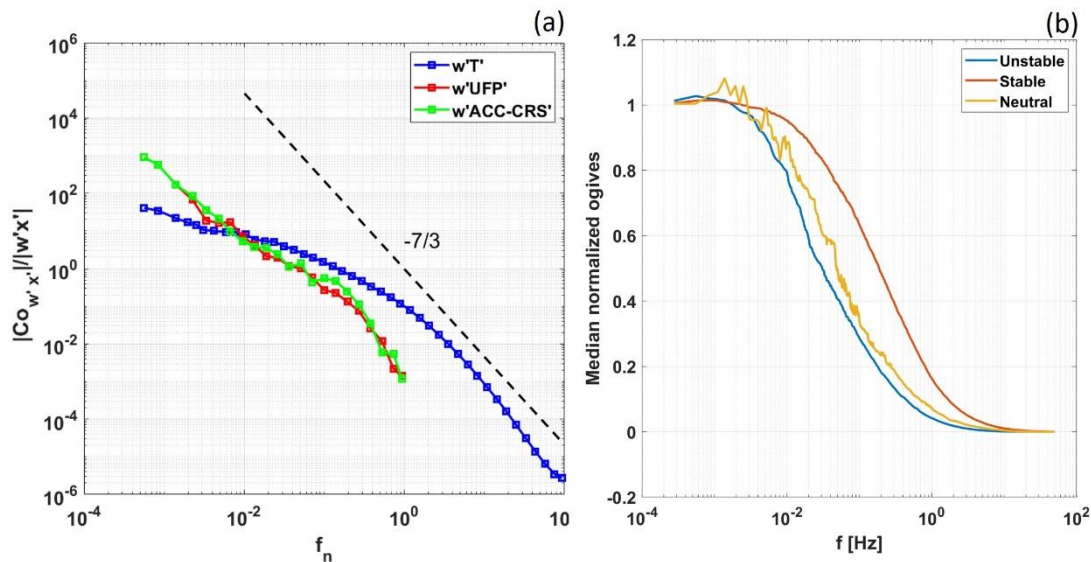 (a)
10^6
10^4
10^2
10^0
10^-2
10^-4
10^-6
|Co_w' x'|/|w'x'|
w'T'
w'UFP'
w'ACC-CRS'
-7/3
10^-4
10^-2
10^0
10
f_n
(b)
1.2
1
0.8
0.6
0.4
0.2
0
-0.2
Median normalized ogives
Unstable
Stable
Neutral
10^-4
10^-2
10^0
10^2
f [Hz]